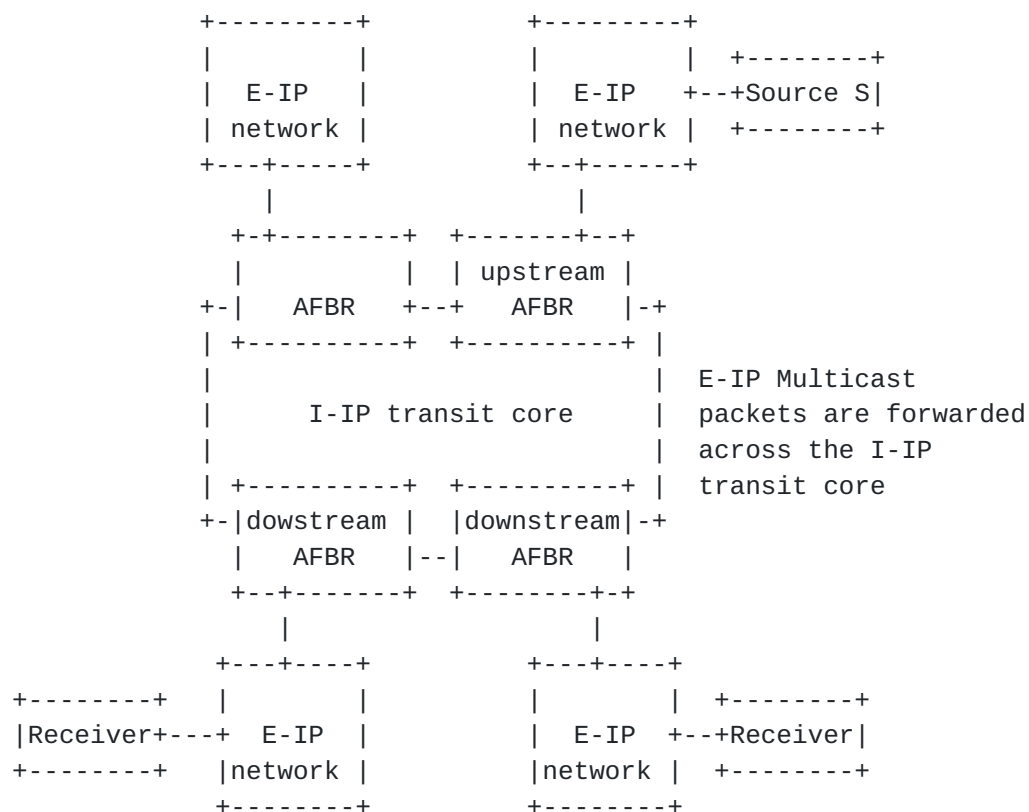 E-IP network
E-IP network
Source S
AFBR
upstream AFBR
I-IP transit core
E-IP Multicast
packets are forwarded
across the I-IP
transit core
dowstream AFBR
downstream AFBR
Receiver
E-IP network
E-IP network
Receiver